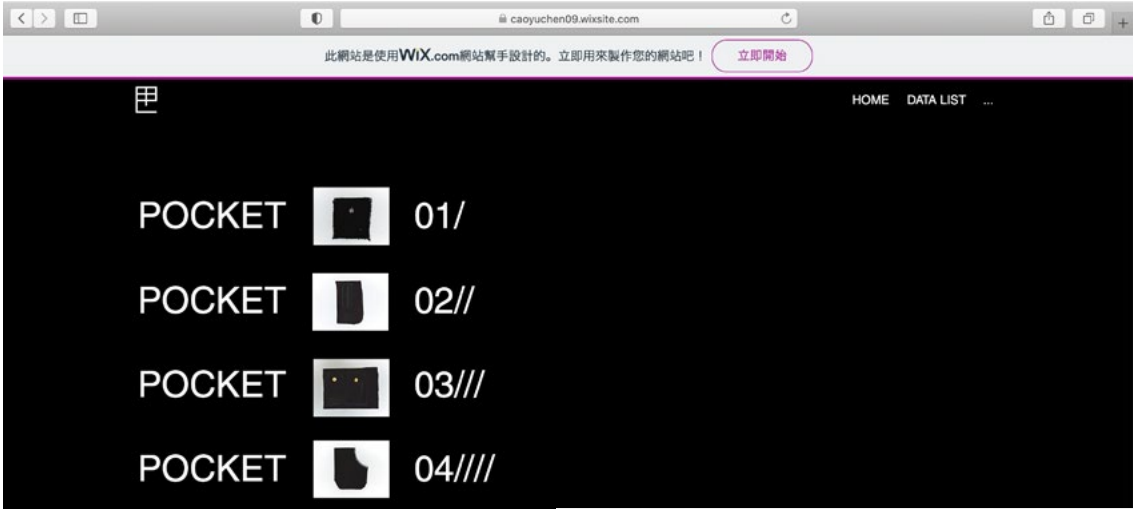 caoyuchen09.wixsite.com
此網站是使用WiX.com網站幫手設計的。立即用來製作您的網站吧！ 立即開始
HOME DATA LIST ...
POCKET 01/
POCKET 02//
POCKET 03///
POCKET 04////